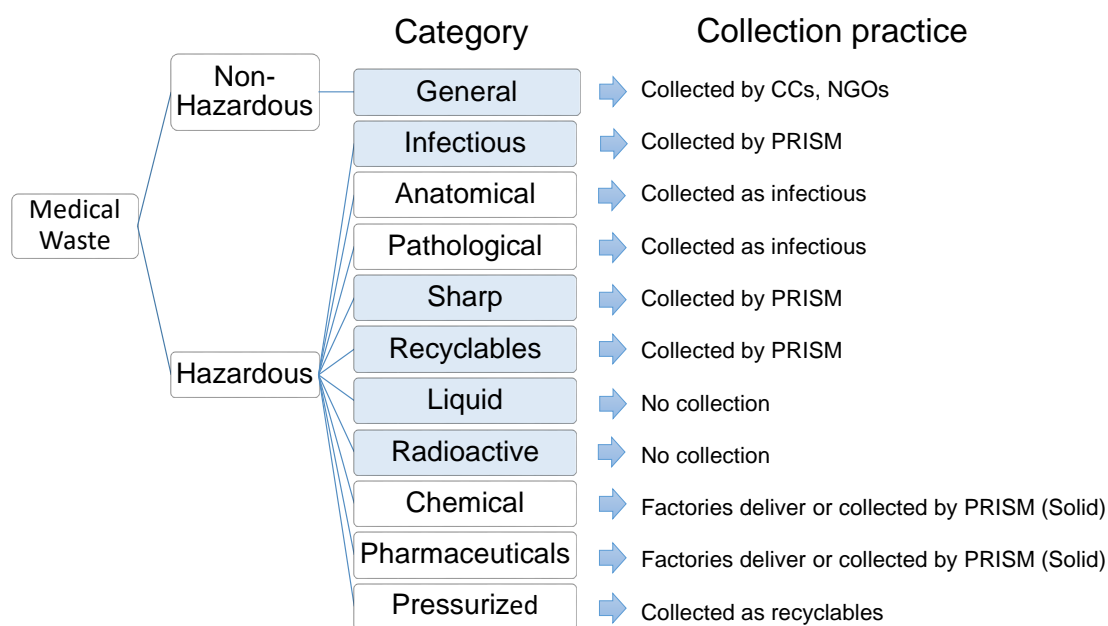 Category
Collection practice
Non-
Hazardous
General
Collected by CCs, NGOs
Infectious
Collected by PRISM
Anatomical
Collected as infectious
Medical
Waste
Pathological
Collected as infectious
Sharp
Collected by PRISM
Recyclables
Collected by PRISM
Hazardous
Liquid
No collection
Radioactive
No collection
Chemical
Factories deliver or collected by PRISM (Solid)
Pharmaceuticals
Factories deliver or collected by PRISM (Solid)
Pressurized
Collected as recyclables